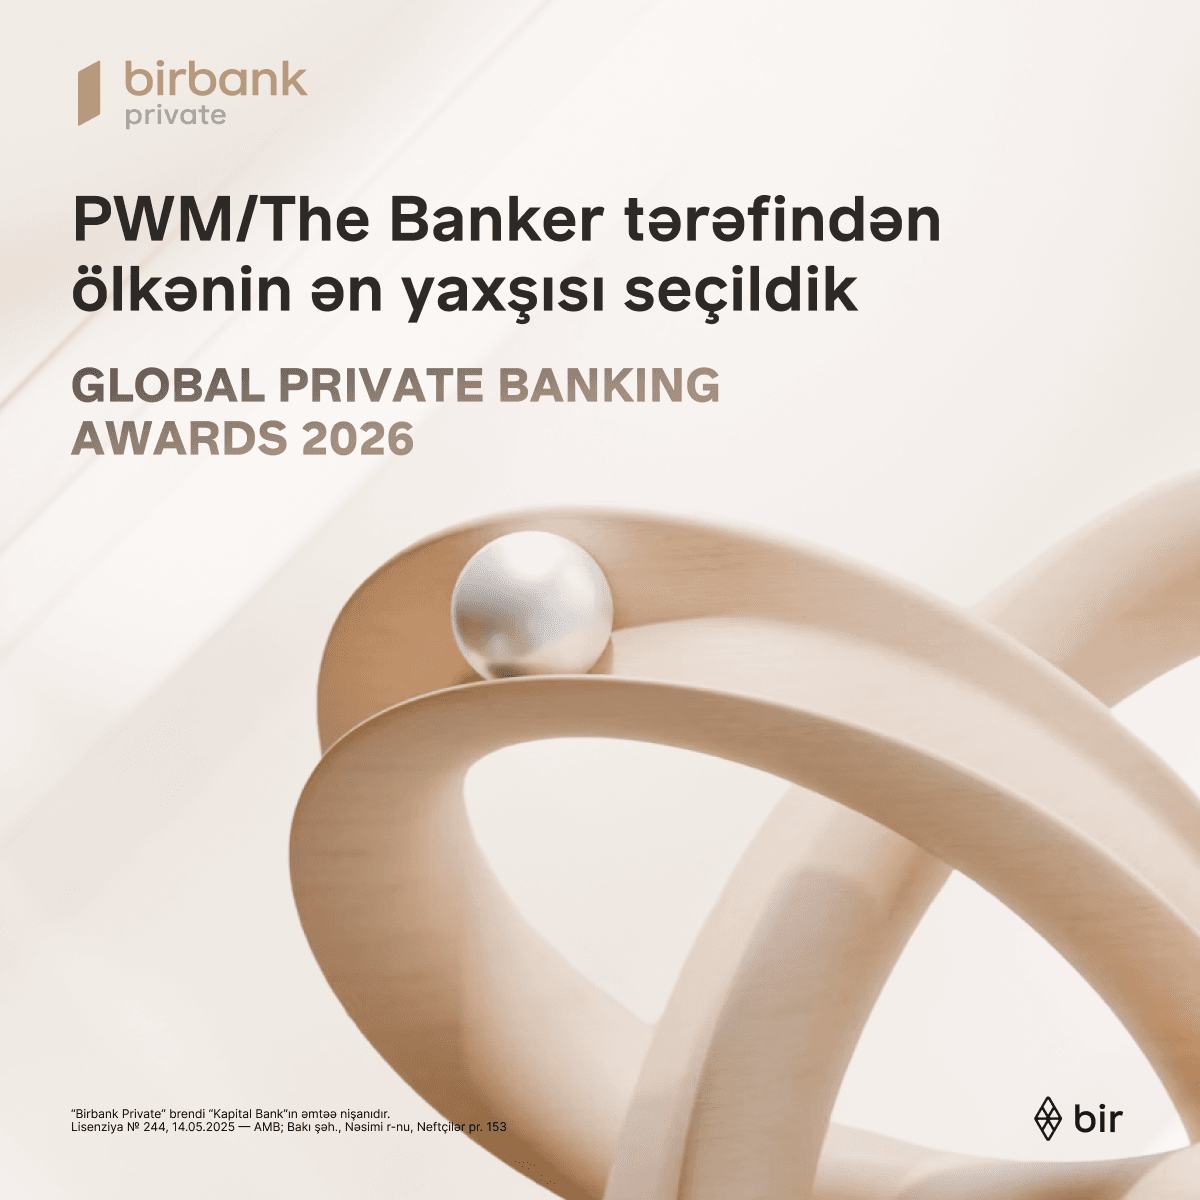 birbank
private
PWM/The Banker tərəfindən
ölkənin ən yaxşısı seçildik
GLOBAL PRIVATE BANKING
AWARDS 2026
“Birbank Private” brendi “Kapital Bank”ın əmtəə nişanıdır.
Lisenziya № 244, 14.05.2025 — AMB; Bakı şəh., Nəsimi r-nu, Neftçilər pr. 153
bir